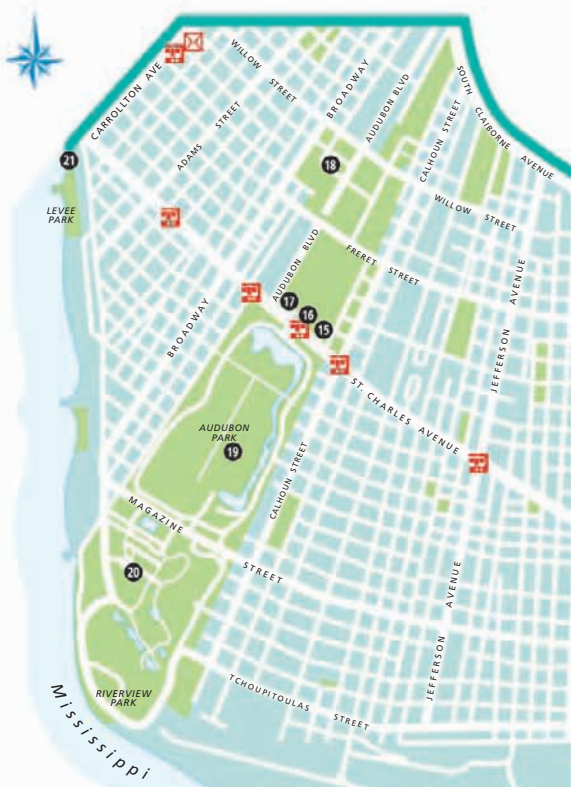 CARROLLTON AVE
WILLOW STREET
BROADWAY
AUDUBON BLVD
SOUTH CLAIBORNE AVENUE
CALHOUN STREET
ADAMS STREET
21
18
LEVEE
PARK
WILLOW STREET
AUDUBON BLVD
FRERET STREET
JEFFERSON AVENUE
17
16
15
BROADWAY
ST. CHARLES AVENUE
AUDUBON
PARK
19
CALHOUN STREET
MAGAZINE STREET
20
JEFFERSON AVENUE
RIVERVIEW
PARK
TCHOUPITOULAS STREET
Mississippi